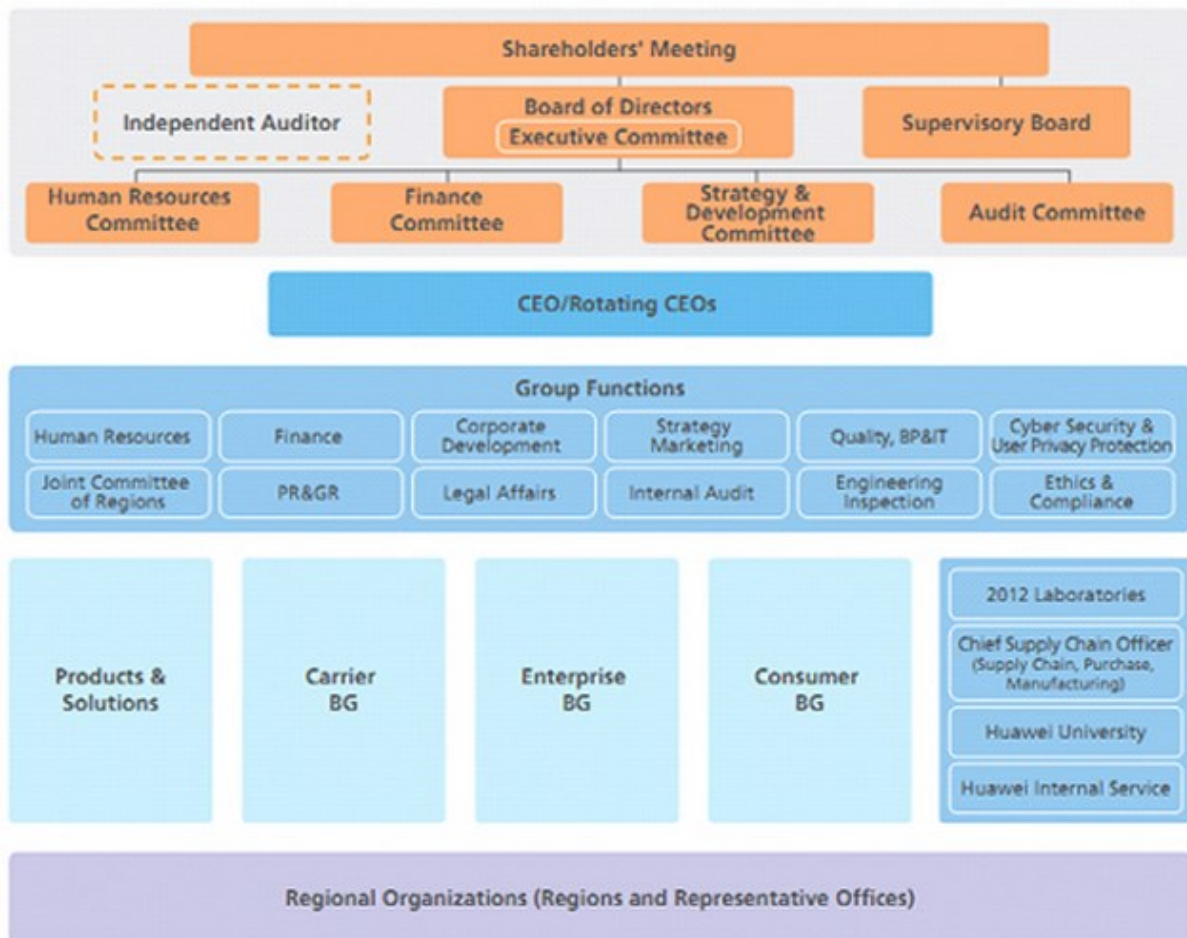 Shareholders' Meeting
Independent Auditor
Board of Directors
Executive Committee
Supervisory Board
Human Resources
Committee
Finance
Committee
Strategy &
Development
Committee
Audit Committee
CEO/Rotating CEOs
Group Functions
Human Resources
Finance
Corporate
Development
Strategy
Marketing
Quality, BP&IT
Cyber Security &
User Privacy Protection
Joint Committee
of Regions
PR&GR
Legal Affairs
Internal Audit
Engineering
Inspection
Ethics &
Compliance
Products &
Solutions
Carrier
BG
Enterprise
BG
Consumer
BG
2012 Laboratories
Chief Supply Chain Officer
(Supply Chain, Purchase,
Manufacturing)
Huawei University
Huawei Internal Service
Regional Organizations (Regions and Representative Offices)